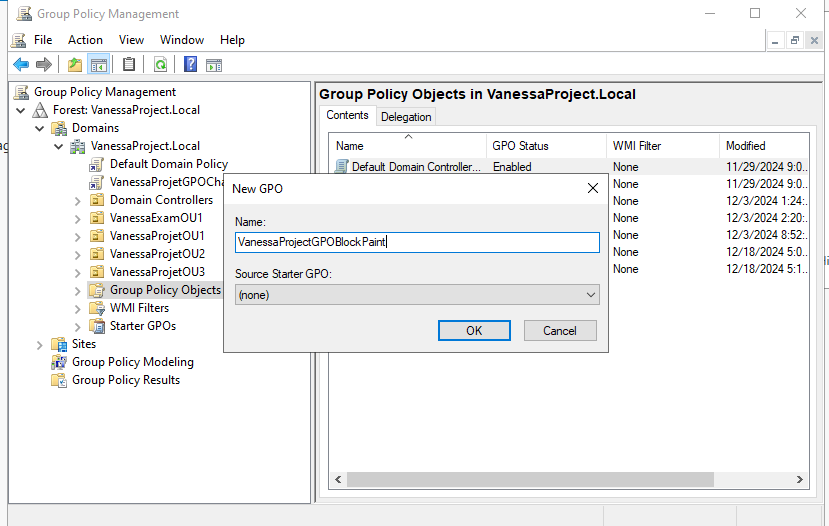 Group Policy Management
File Action View Window Help
Group Policy Management
Forest: VanessaProject.Local
Domains
VanessaProject.Local
Default Domain Policy
VanessaProjetGPOCha
Domain Controllers
VanessaExamOU1
VanessaProjetOU1
VanessaProjetOU2
VanessaProjetOU3
Group Policy Objects
WMI Filters
Starter GPOs
Sites
Group Policy Modeling
Group Policy Results
Group Policy Objects in VanessaProject.Local
Contents Delegation
Name GPO Status WMI Filter Modified
Default Domain Controller... Enabled None 11/29/2024 9:0..
None 11/29/2024 9:0..
None 12/3/2024 1:24:
None 12/3/2024 2:20:
None 12/3/2024 8:52:
None 12/18/2024 5:0..
None 12/18/2024 5:1..
New GPO
Name:
VanessaProjectGPOBlockPaint
Source Starter GPO:
(none)
OK Cancel